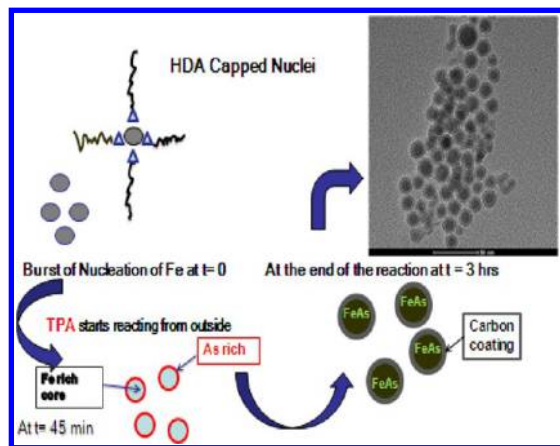 HDA Capped Nuclei
Burst of Nucleation of Fe at t= 0
At the end of the reaction at t = 3 hrs
TPA starts reacting from outside
As rich
Fe rich
core
At t= 45 min
FeAs
FeAs
FeAs
FeAs
Carbon
coating